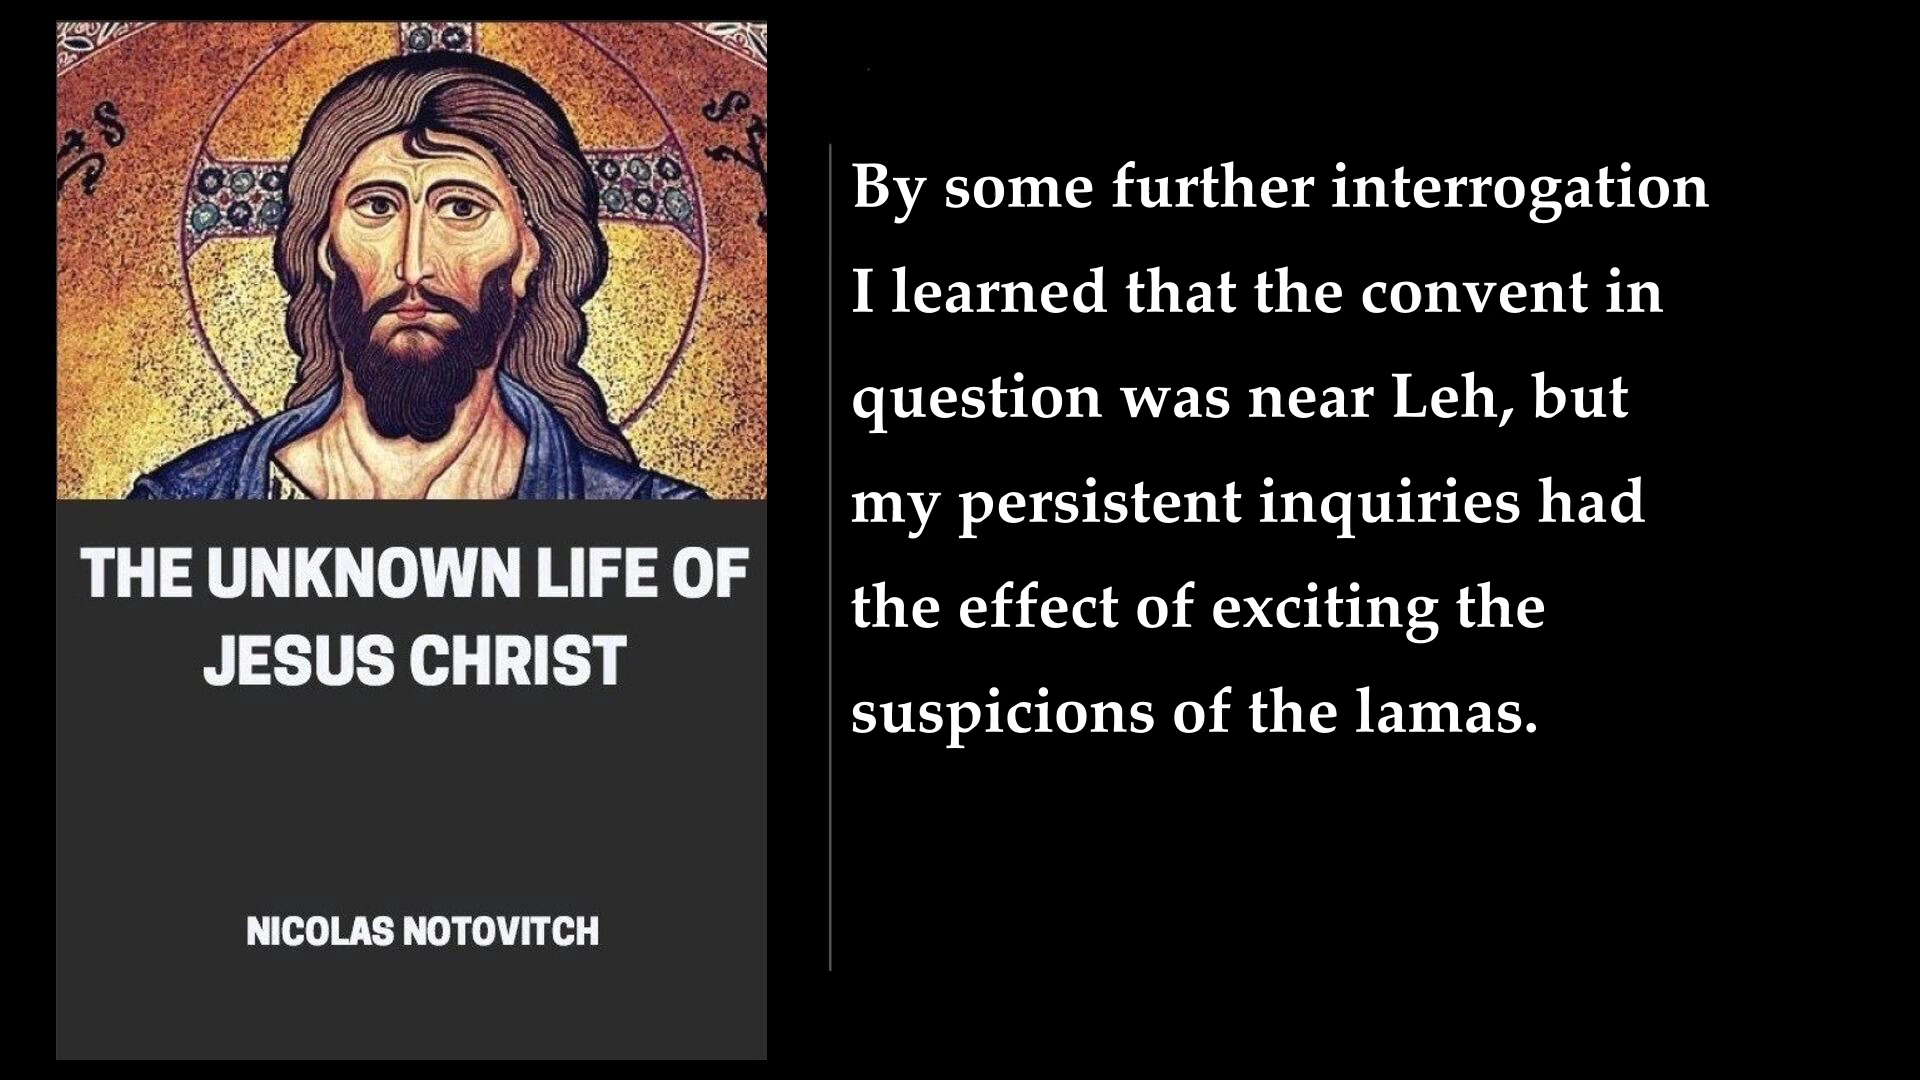 THE UNKNOWN LIFE OF
JESUS CHRIST
NICOLAS NOTOVITCH
By some further interrogation
I learned that the convent in
question was near Leh, but
my persistent inquiries had
the effect of exciting the
suspicions of the lamas.